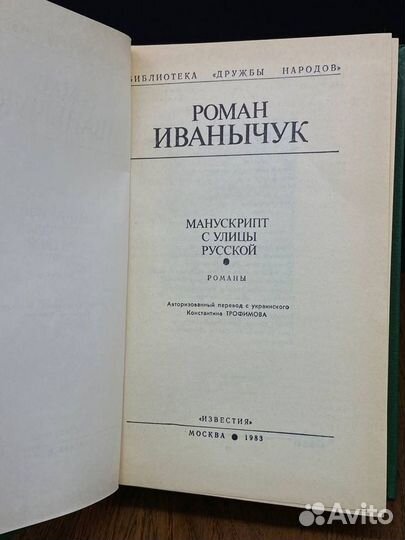 БИБЛИОТЕКА «ДРУЖБЫ НАРОДОВ»
РОМАН
ИВАНЫЧУК
МАНУСКРИПТ
С УЛИЦЫ
РУССКОЙ
РОМАНЫ
Авторизованный перевод с украинского
Константина ТРОФИМОВА
«ИЗВЕСТИЯ»
МОСКВА ● 1983
Avito